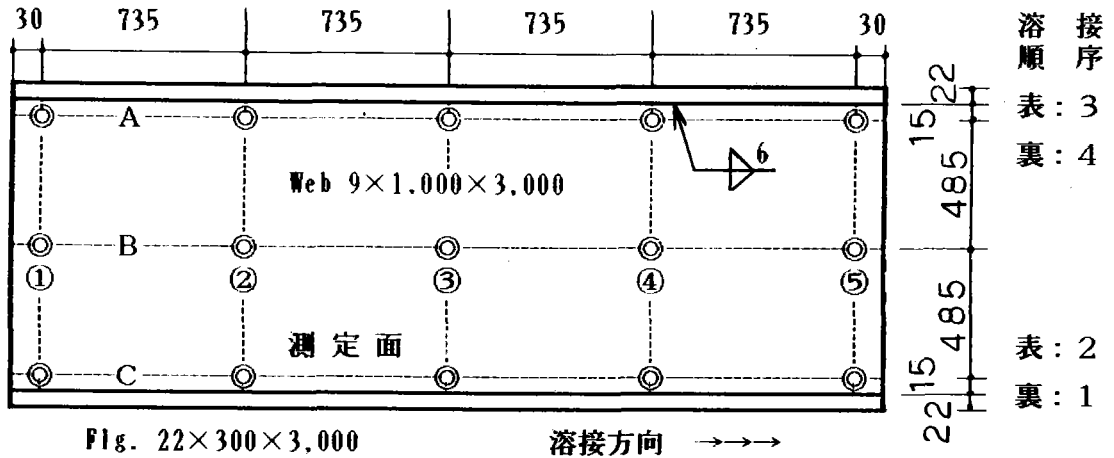 30 735 735 735 735 30
溶接
順序
22
表:3
15
裏:4
A
6
Web 9×1.000×3,000
485
B
① ② ③ ④ ⑤
485
測定面
表:2
C
15
裏:1
22
Flg. 22×300×3,000 溶接方向 →→→